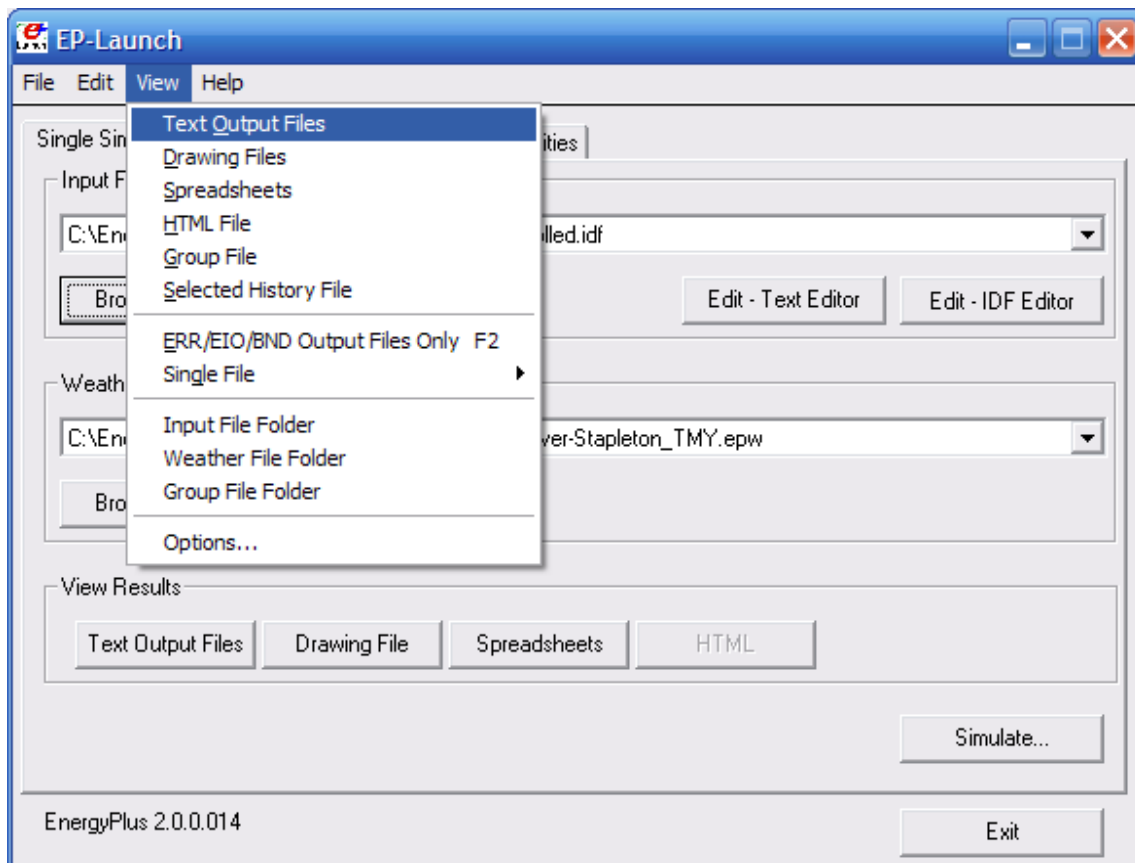 EP-Launch
File Edit View Help
Text Output Files
Drawing Files
Spreadsheets
HTML File
Group File
Selected History File
ERR/EIO/BND Output Files Only F2
Single File
Input File Folder
Weather File Folder
Group File Folder
Options...
Single Sin
ities
Input F
C:\En
lled.idf
Bro
Edit - Text Editor
Edit - IDF Editor
Weath
C:\En
ver-Stapleton_TMY.epw
Bro
View Results
Text Output Files
Drawing File
Spreadsheets
HTML
Simulate...
EnergyPlus 2.0.0.014
Exit